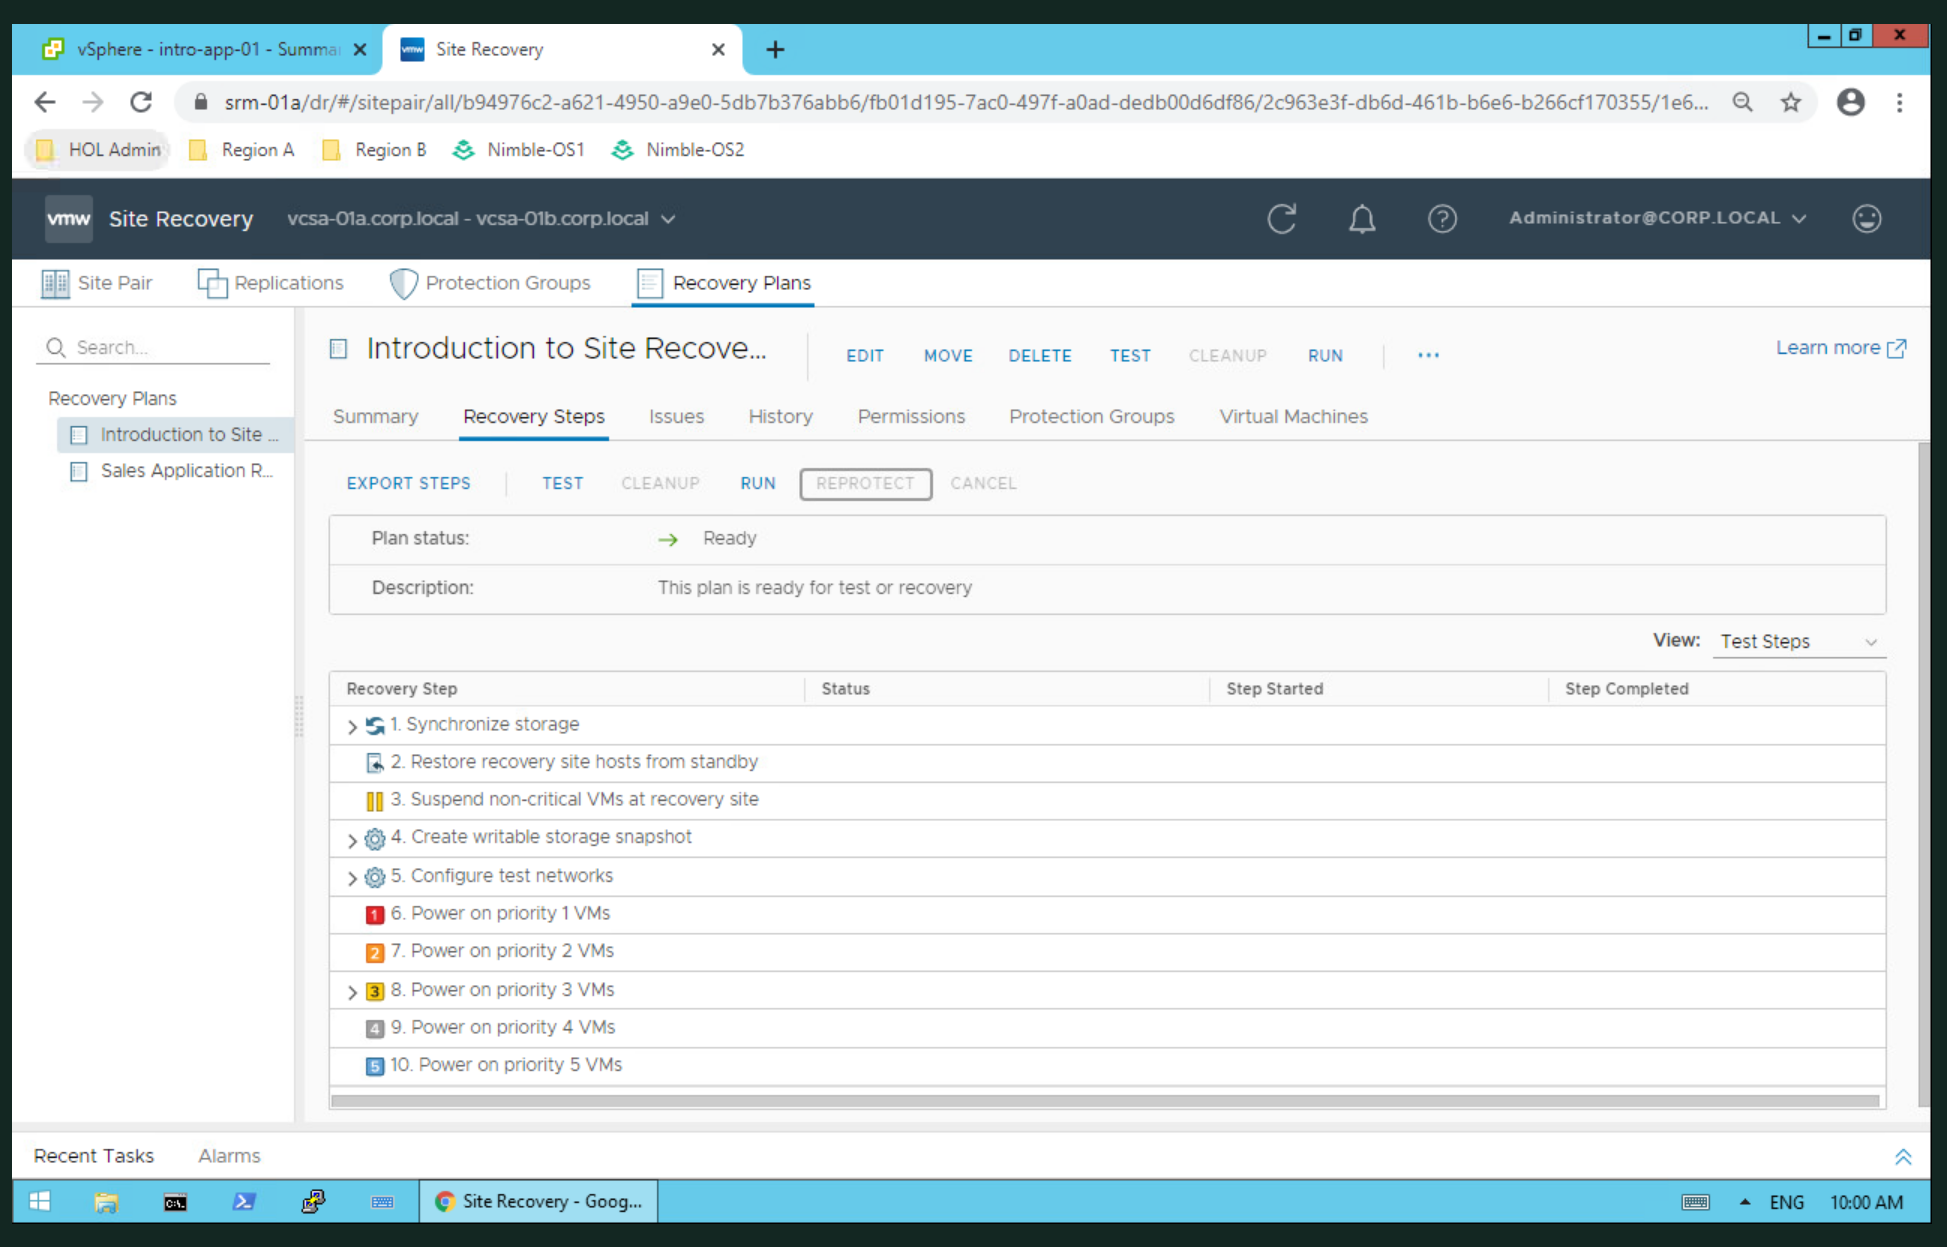 vSphere - intro-app-01 - Summa
Site Recovery
srm-01a/dr/#/sitepair/all/b94976c2-a621-4950-a9e0-5db7b376abb6/fb01d195-7ac0-497f-a0ad-dedb00d6df86/2c963e3f-db6d-461b-b6e6-b266cf170355/1e6...
HOL Admin
Region A
Region B
Nimble-OS1
Nimble-OS2
vmw Site Recovery
vcsa-01a.corp.local - vcsa-01b.corp.local
Administrator@CORP.LOCAL
Site Pair
Replications
Protection Groups
Recovery Plans
Search...
Recovery Plans
Introduction to Site ...
Sales Application R...
Introduction to Site Recove...
EDIT MOVE DELETE TEST CLEANUP RUN ...
Learn more
Summary Recovery Steps Issues History Permissions Protection Groups Virtual Machines
EXPORT STEPS TEST CLEANUP RUN REPROTECT CANCEL
Plan status: Ready
Description: This plan is ready for test or recovery
View: Test Steps
Recovery Step Status Step Started Step Completed
1. Synchronize storage
2. Restore recovery site hosts from standby
3. Suspend non-critical VMs at recovery site
4. Create writable storage snapshot
5. Configure test networks
1 6. Power on priority 1 VMs
2 7. Power on priority 2 VMs
3 8. Power on priority 3 VMs
4 9. Power on priority 4 VMs
5 10. Power on priority 5 VMs
Recent Tasks Alarms
Site Recovery - Goog...
ENG 10:00 AM